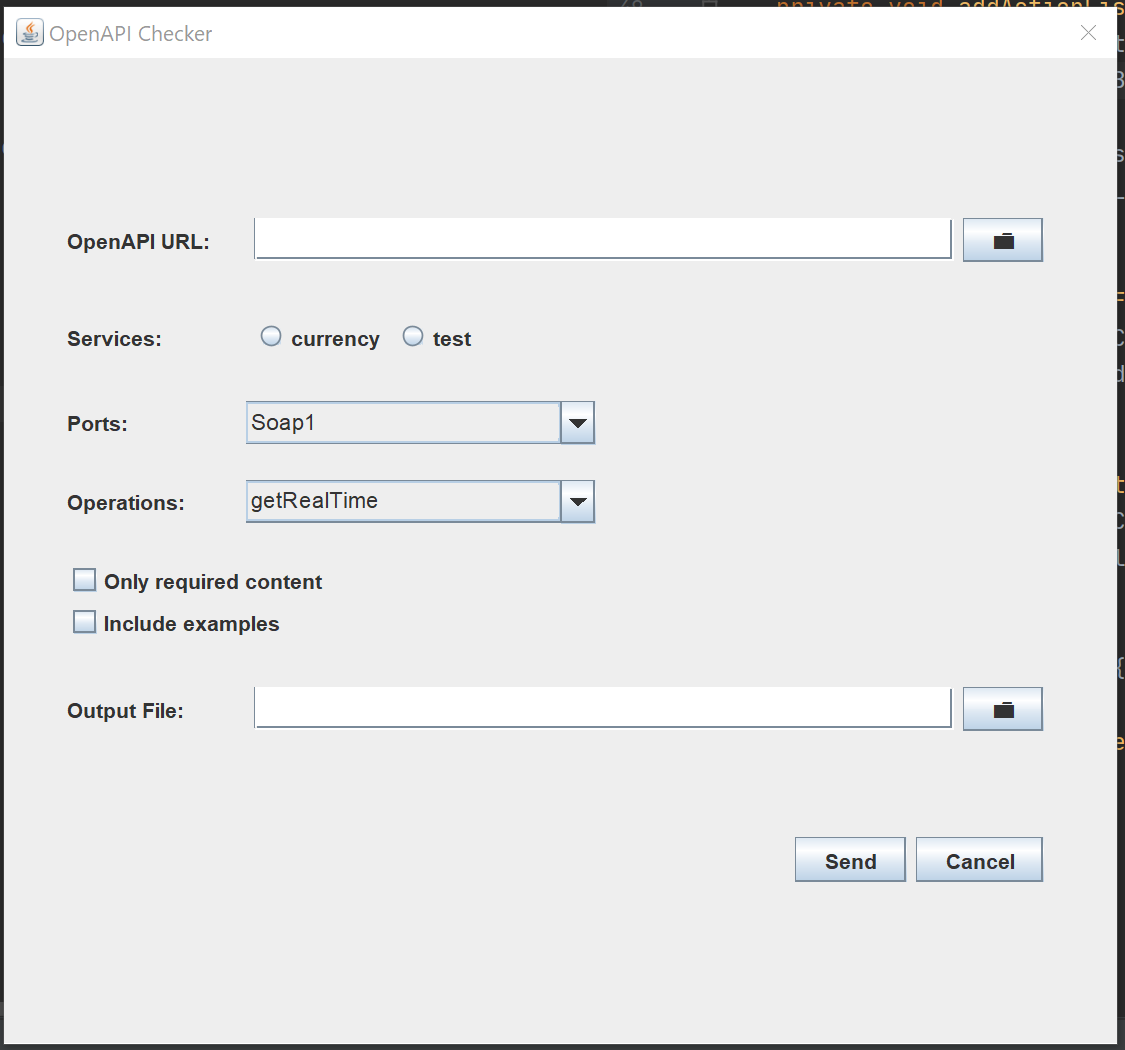 OpenAPI Checker
OpenAPI URL:
Services: currency test
Ports: Soap1
Operations: getRealTime
Only required content
Include examples
Output File:
Send Cancel